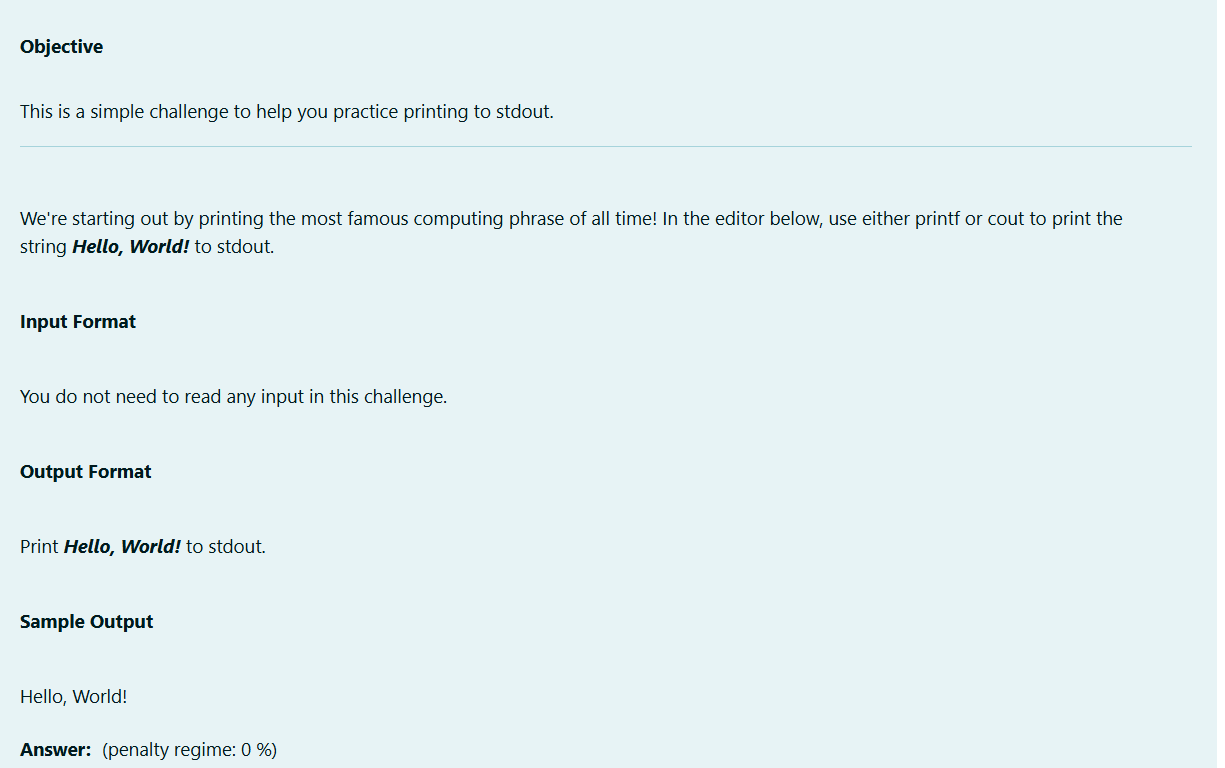 Objective
This is a simple challenge to help you practice printing to stdout.
We're starting out by printing the most famous computing phrase of all time! In the editor below, use either printf or cout to print the
string Hello, World! to stdout.
Input Format
You do not need to read any input in this challenge.
Output Format
Print Hello, World! to stdout.
Sample Output
Hello, World!
Answer: (penalty regime: 0 %)